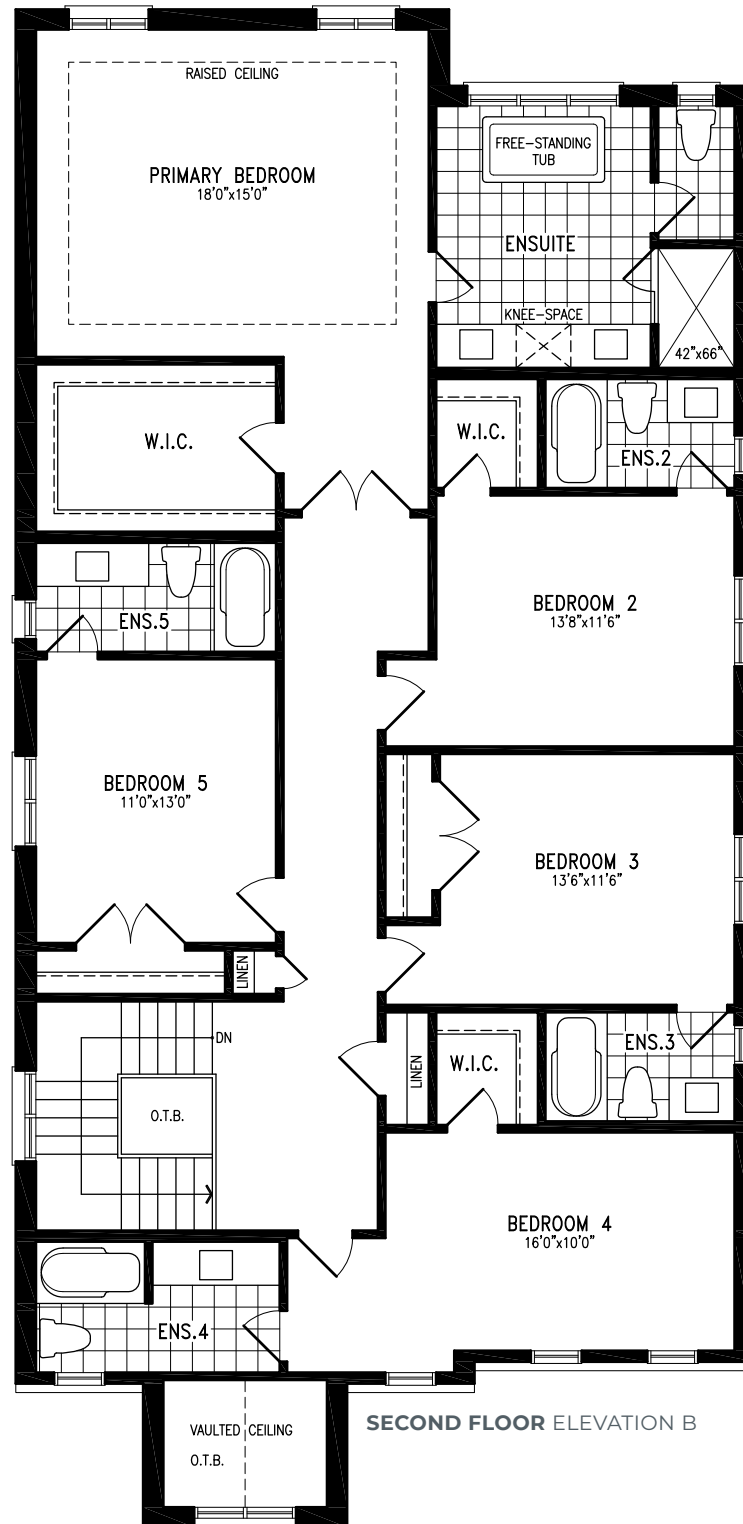 RAISED CEILING
PRIMARY BEDROOM
18'0"x15'0"
FREE-STANDING
TUB
ENSUITE
KNEE-SPACE
42"x66"
W.I.C.
W.I.C.
ENS.2
ENS.5
BEDROOM 2
13'8"x11'6"
BEDROOM 5
11'0"x13'0"
BEDROOM 3
13'6"x11'6"
LINEN
DN
ENS.3
LINEN
W.I.C.
O.T.B.
BEDROOM 4
16'0"x10'0"
ENS.4
VAULTED CEILING
O.T.B.
SECOND FLOOR ELEVATION B